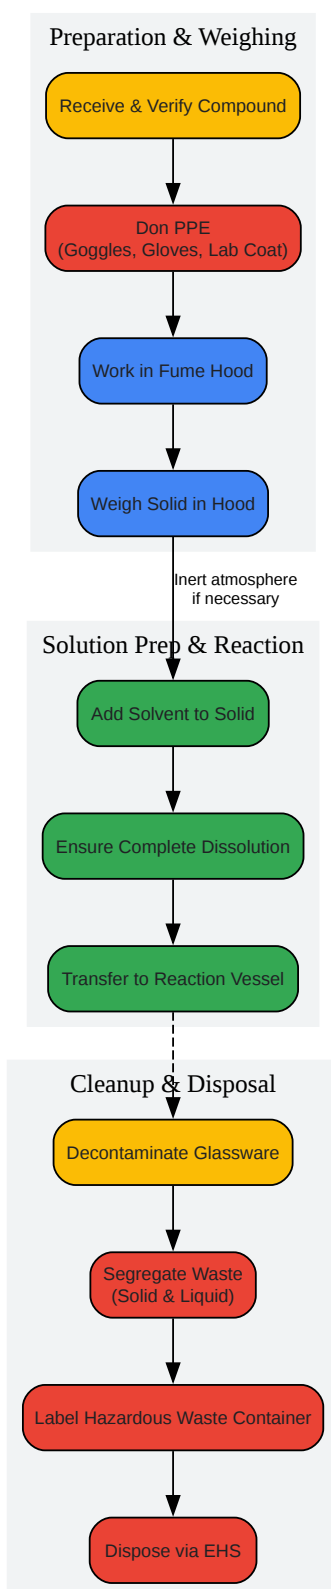 Preparation & Weighing
Receive & Verify Compound
Don PPE
(Goggles, Gloves, Lab Coat)
Work in Fume Hood
Weigh Solid in Hood
Inert atmosphere
if necessary
Solution Prep & Reaction
Add Solvent to Solid
Ensure Complete Dissolution
Transfer to Reaction Vessel
Cleanup & Disposal
Decontaminate Glassware
Segregate Waste
(Solid & Liquid)
Label Hazardous Waste Container
Dispose via EHS